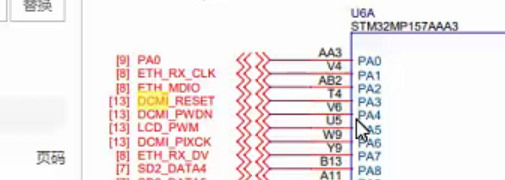 替换
U6A
STM32MP157AAA3
[9] PA0 AA3 PA0
[8] ETH_RX_CLK V4 PA1
[8] ETH_MDIO AB2 PA2
[13] DCMI_RESET T4 PA3
[13] DCMI_PWDN V6 PA4
[13] LCD_PWM U5 PA5
[13] DCMI_PIXCK W9 PA6
[8] ETH_RX_DV Y9 PA7
[7] SD2_DATA4 B13 PA8
A11
页码